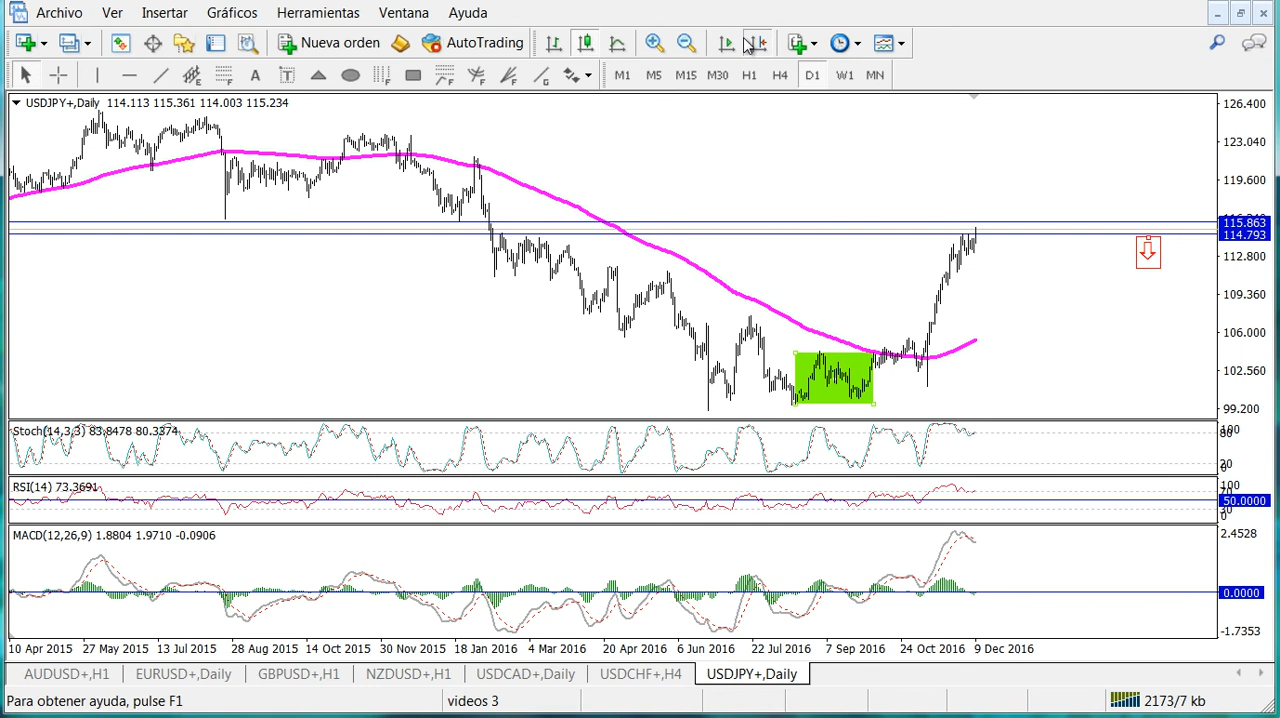 Archivo Ver Insertar Gráficos Herramientas Ventana Ayuda
Nueva orden AutoTrading
A T M1 M5 M15 M30 H1 H4 D1 W1 MN
USDJPY+,Daily 114.113 115.361 114.003 115.234
126.400
123.040
119.600
115.863
114.793
112.800
109.360
106.000
102.560
99.200
Stoch(14,3,3) 83.8478 80.3374
100
80
20
0
RSI(14) 73.3691
100
70
50.0000
30
0
MACD(12,26,9) 1.8804 1.9710 -0.0906
2.4528
0.0000
-1.7353
10 Apr 2015 27 May 2015 13 Jul 2015 28 Aug 2015 14 Oct 2015 30 Nov 2015 18 Jan 2016 4 Mar 2016 20 Apr 2016 6 Jun 2016 22 Jul 2016 7 Sep 2016 24 Oct 2016 9 Dec 2016
AUDUSD+,H1 EURUSD+,Daily GBPUSD+,H1 NZDUSD+,H1 USDCAD+,Daily USDCHF+,H4 USDJPY+,Daily
Para obtener ayuda, pulse F1 videos 3 2173/7 kb